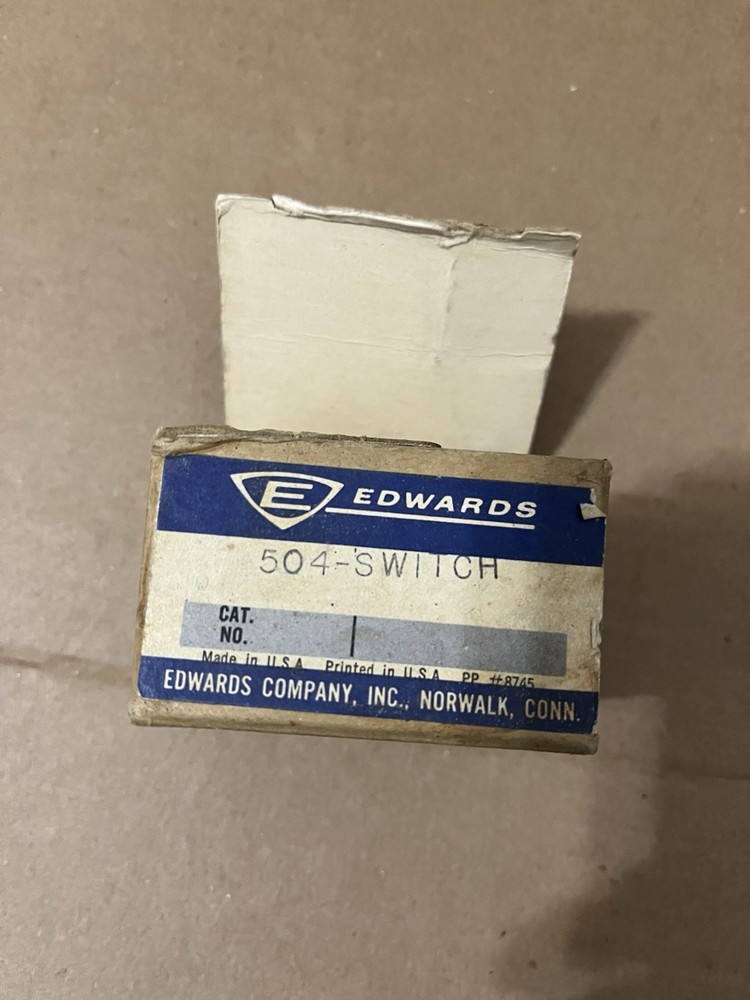 E EDWARDS
504-SWITCH
CAT.
NO.
Made in U.S.A. Printed in U.S.A. PP #8745
EDWARDS COMPANY, INC., NORWALK, CONN.